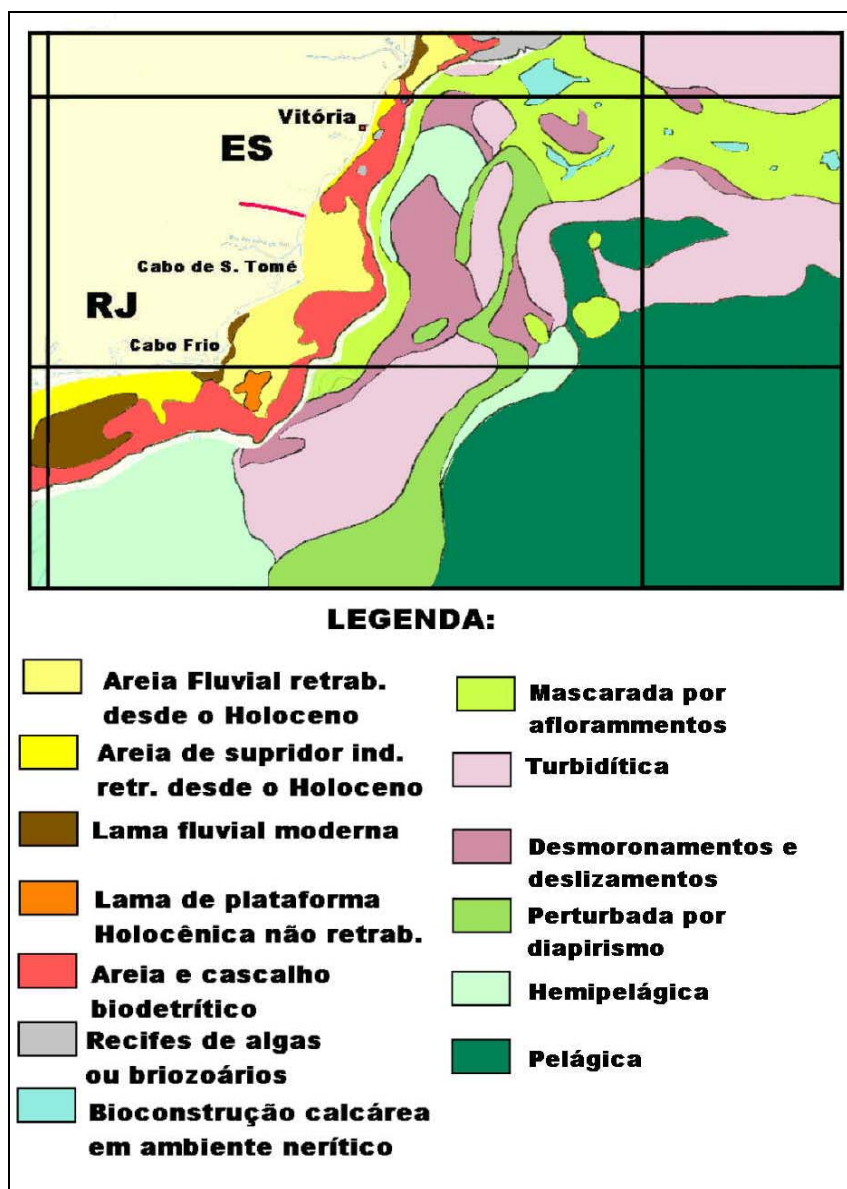 Vitória
ES
Cabo de S. Tomé
RJ
Cabo Frio
LEGENDA:
Areia Fluvial retrab.
desde o Holoceno
Areia de supridor ind.
retr. desde o Holoceno
Lama fluvial moderna
Lama de plataforma
Holocênica não retrab.
Areia e cascalho
biodetrítico
Recifes de algas
ou briozoários
Bioconstrução calcárea
em ambiente nerítico
Mascarada por
aflorammentos
Turbidítica
Desmoronamentos e
deslizamentos
Perturbada por
diapirismo
Hemipelágica
Pelágica